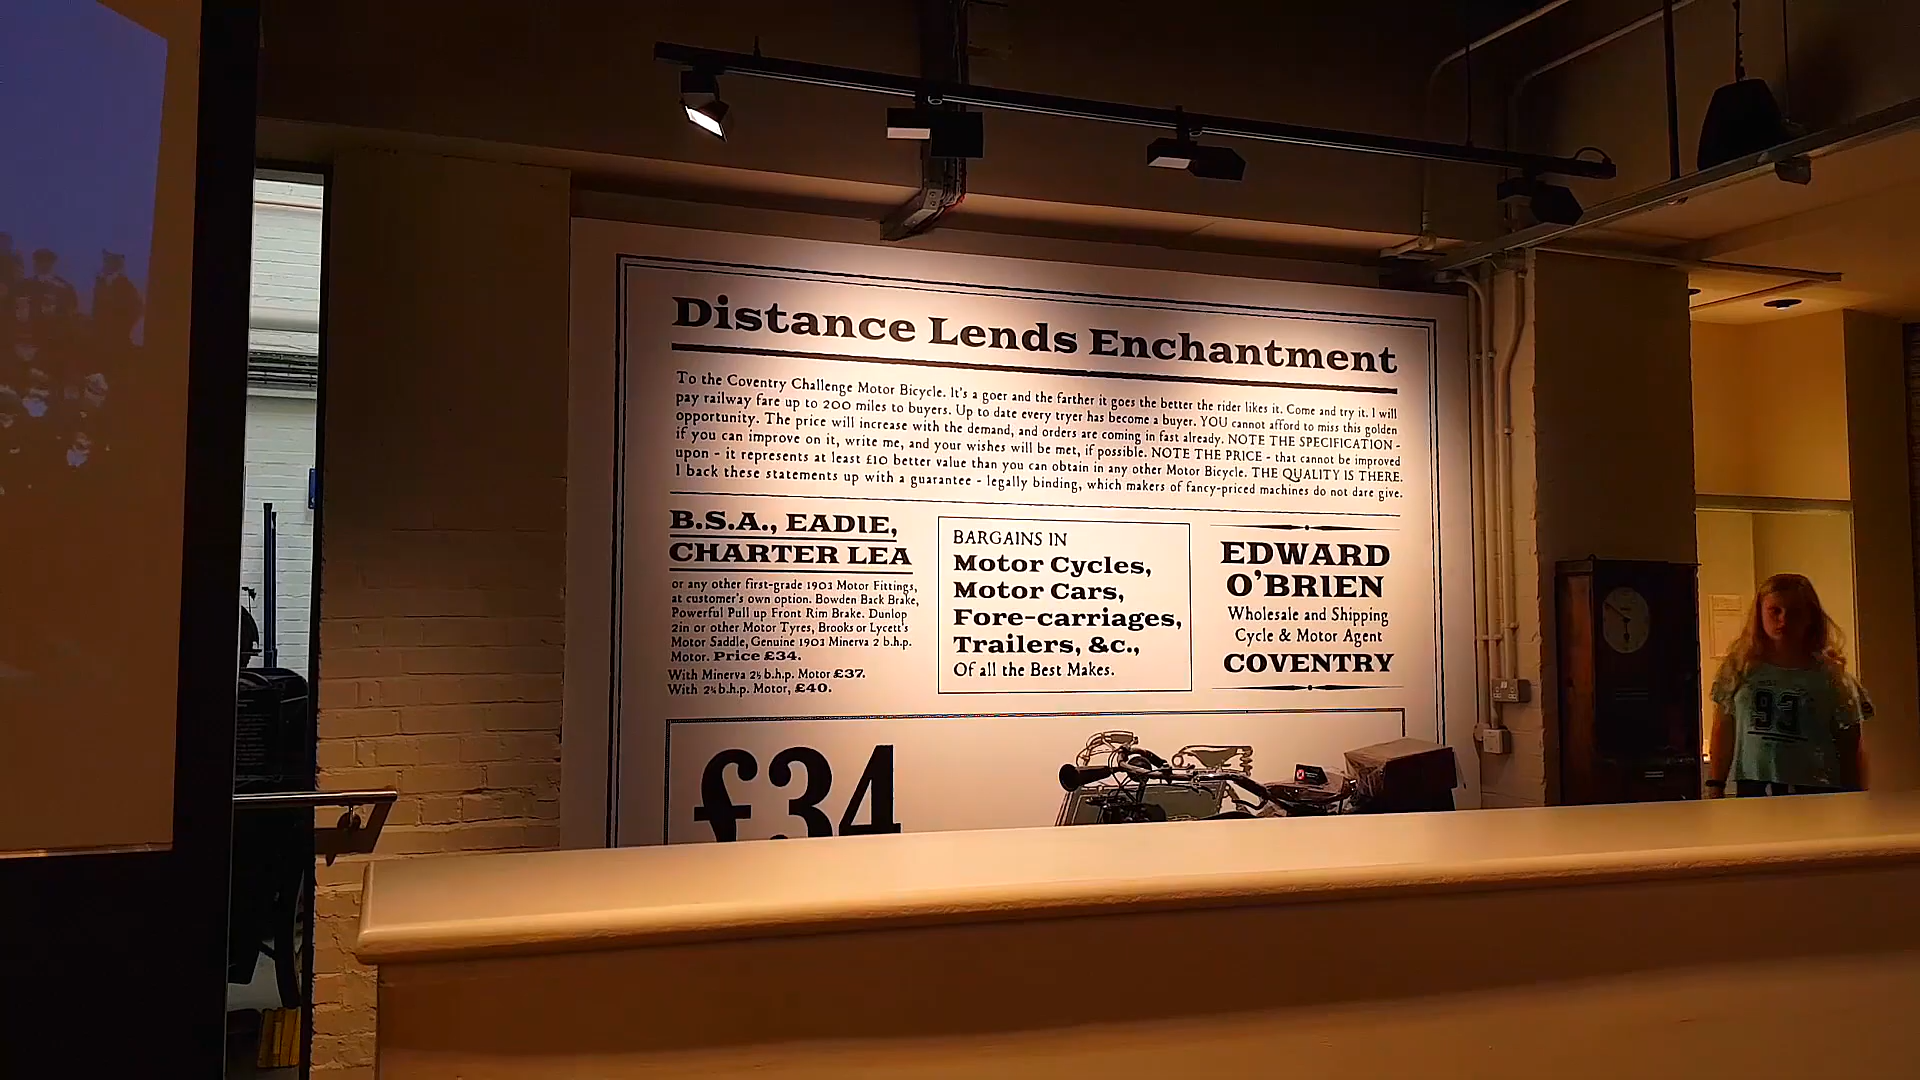 Distance Lends Enchantment
To the Coventry Challenge Motor Bicycle. It's a goer and the farther it goes the better the rider likes it. Come and try it. I will
pay railway fare up to 200 miles to buyers. Up to date every tryer has become a buyer. YOU cannot afford to miss this golden
opportunity. The price will increase with the demand, and orders are coming in fast already. NOTE THE SPECIFICATION -
if you can improve on it, write me, and your wishes will be met, if possible. NOTE THE PRICE - that cannot be improved
upon - it represents at least £10 better value than you can obtain in any other Motor Bicycle. THE QUALITY IS THERE.
I back these statements up with a guarantee - legally binding, which makers of fancy-priced machines do not dare give.
B.S.A., EADIE,
CHARTER LEA
or any other first-grade 1903 Motor Fittings,
at customer's own option. Bowden Back Brake,
Powerful Pull up Front Rim Brake. Dunlop
2in or other Motor Tyres, Brooks or Lycett's
Motor Saddle, Genuine 1903 Minerva 2 b.h.p.
Motor. Price £34.
With Minerva 2½ b.h.p. Motor £37.
With 2¾ b.h.p. Motor, £40.
BARGAINS IN
Motor Cycles,
Motor Cars,
Fore-carriages,
Trailers, &c.,
Of all the Best Makes.
EDWARD
O'BRIEN
Wholesale and Shipping
Cycle & Motor Agent
COVENTRY
£34
93